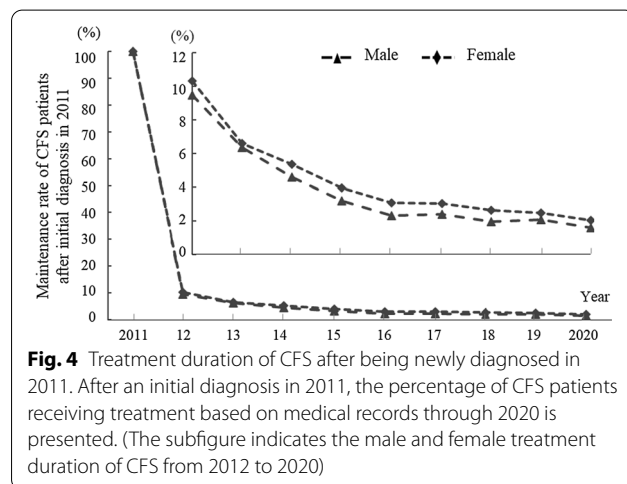 (%)
(%)
Male
Female
100
90
80
70
60
50
40
30
20
10
0
12
10
8
6
4
2
0
Maintenance rate of CFS patients
after initial diagnosis in 2011
Year
2011 12 13 14 15 16 17 18 19 2020
Fig. 4 Treatment duration of CFS after being newly diagnosed in
2011. After an initial diagnosis in 2011, the percentage of CFS patients
receiving treatment based on medical records through 2020 is
presented. (The subfigure indicates the male and female treatment
duration of CFS from 2012 to 2020)